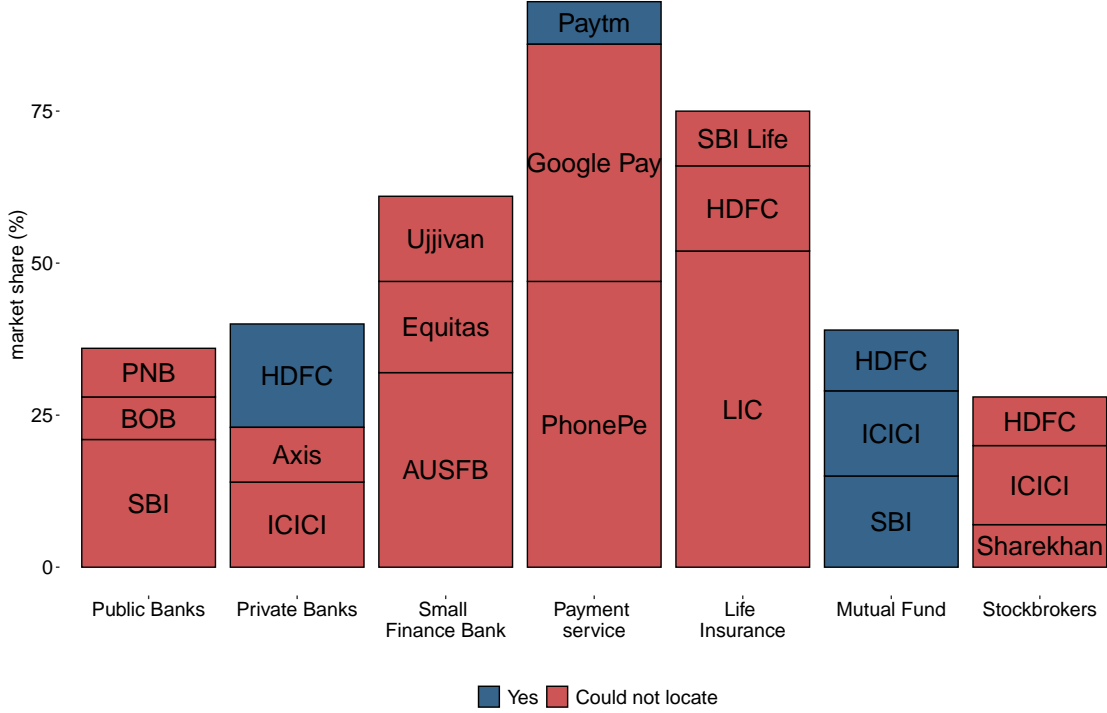 Paytm
75
SBI Life
Google Pay
HDFC
Ujjivan
50
market share (%)
Equitas
PNB
HDFC
HDFC
BOB
LIC
HDFC
PhonePe
ICICI
25
Axis
AUSFB
SBI
ICICI
ICICI
SBI
Sharekhan
0
Public Banks
Private Banks
Small
Finance Bank
Payment
service
Life
Insurance
Mutual Fund
Stockbrokers
Yes
Could not locate